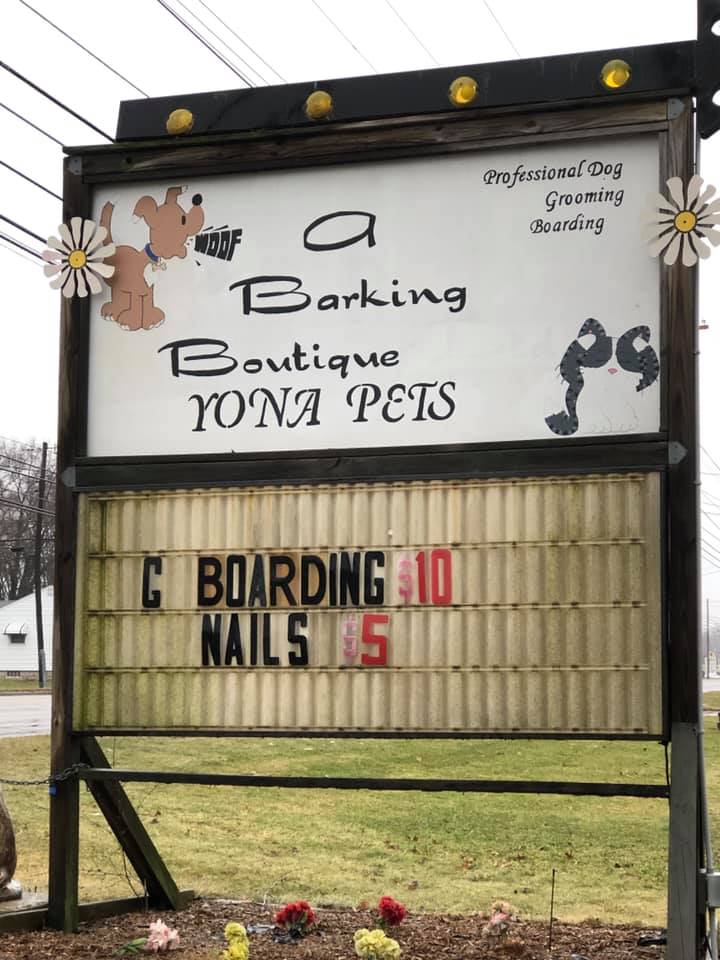 Professional Dog
Grooming
Boarding
WOOF
a
Barking
Boutique
YONA PETS
G BOARDING $10
NAILS $5